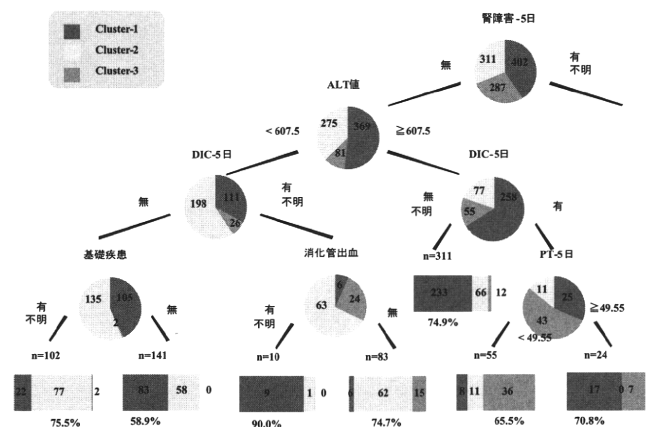 Cluster-1
Cluster-2
Cluster-3
腎障害-5日
311
402
287
無
有
不明
ALT値
275
369
81
< 607.5
≧607.5
DIC-5日
198
111
26
無
有
不明
DIC-5日
77
258
55
無
不明
有
基礎疾患
135
105
2
有
不明
無
消化管出血
6
24
63
有
不明
無
n=311
233
66
12
74.9%
PT-5日
11
25
43
≧49.55
< 49.55
n=102
22
77
2
75.5%
n=141
83
58
0
58.9%
n=10
9
1
0
90.0%
n=83
6
62
15
74.7%
n=55
8
11
36
65.5%
n=24
17
0
7
70.8%